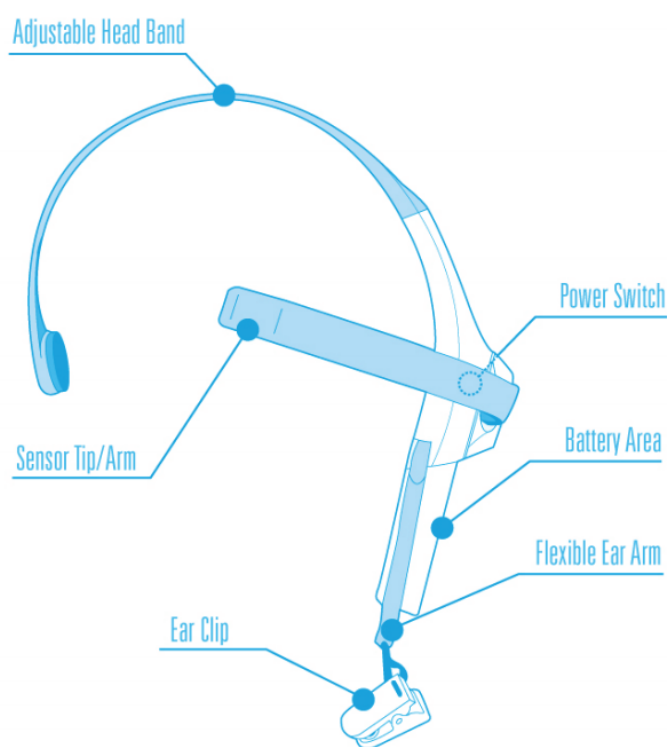 Adjustable Head Band
Power Switch
Sensor Tip/Arm
Battery Area
Flexible Ear Arm
Ear Clip